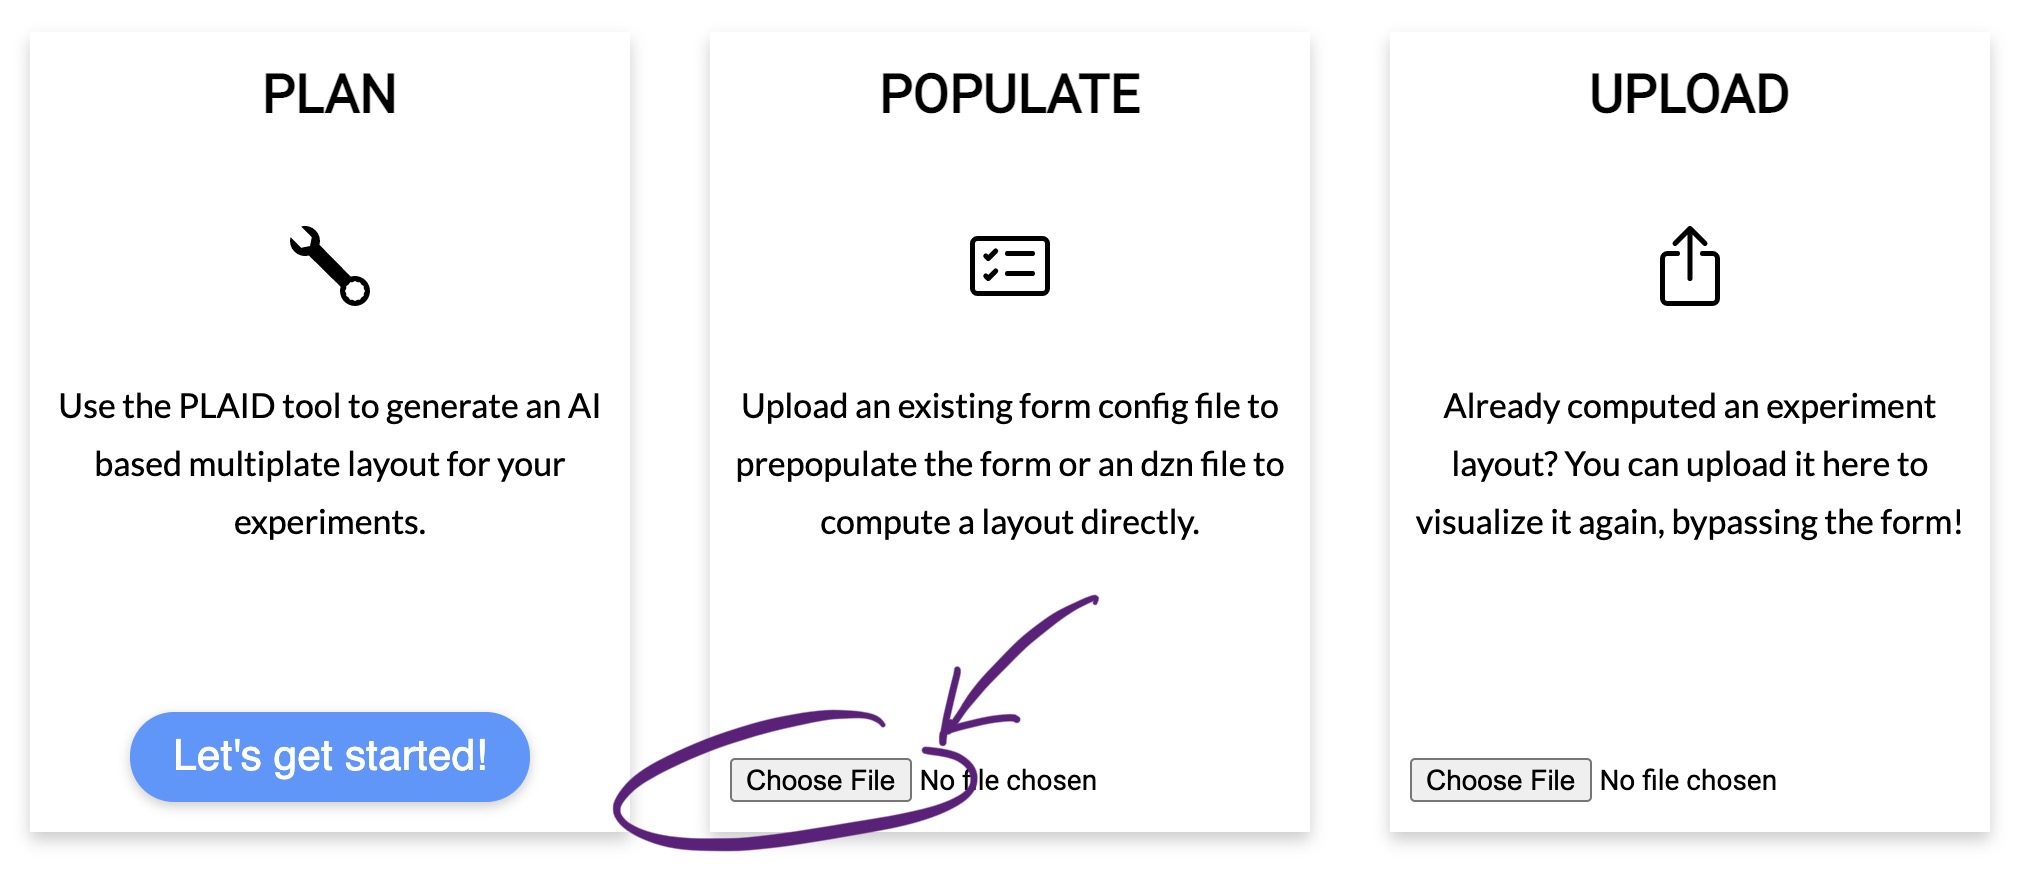 PLAN
Use the PLAID tool to generate an AI
based multiplate layout for your
experiments.
Let's get started!
POPULATE
Upload an existing form config file to
prepopulate the form or an dzn file to
compute a layout directly.
Choose File No file chosen
UPLOAD
Already computed an experiment
layout? You can upload it here to
visualize it again, bypassing the form!
Choose File No file chosen